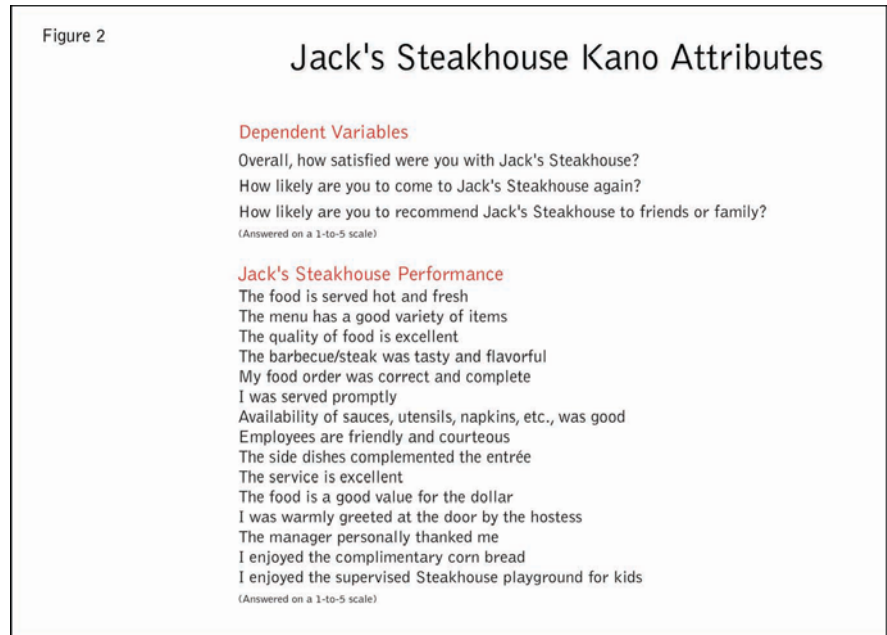 Figure 2
Jack's Steakhouse Kano Attributes
Dependent Variables
Overall, how satisfied were you with Jack's Steakhouse?
How likely are you to come to Jack's Steakhouse again?
How likely are you to recommend Jack's Steakhouse to friends or family?
(Answered on a 1-to-5 scale)
Jack's Steakhouse Performance
The food is served hot and fresh
The menu has a good variety of items
The quality of food is excellent
The barbecue/steak was tasty and flavorful
My food order was correct and complete
I was served promptly
Availability of sauces, utensils, napkins, etc., was good
Employees are friendly and courteous
The side dishes complemented the entrée
The service is excellent
The food is a good value for the dollar
I was warmly greeted at the door by the hostess
The manager personally thanked me
I enjoyed the complimentary corn bread
I enjoyed the supervised Steakhouse playground for kids
(Answered on a 1-to-5 scale)